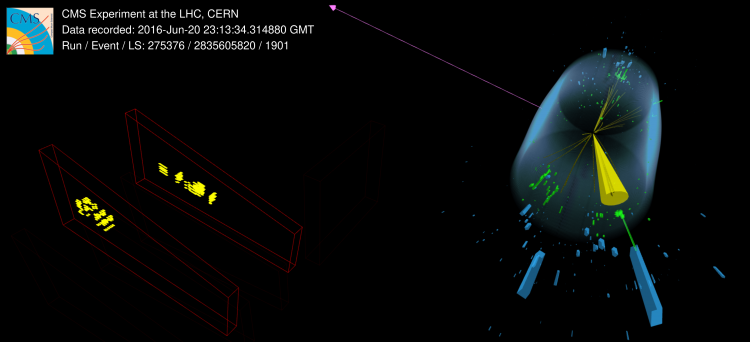 CMS
CMS Experiment at the LHC, CERN
Data recorded: 2016-Jun-20 23:13:34.314880 GMT
Run / Event / LS: 275376 / 2835605820 / 1901